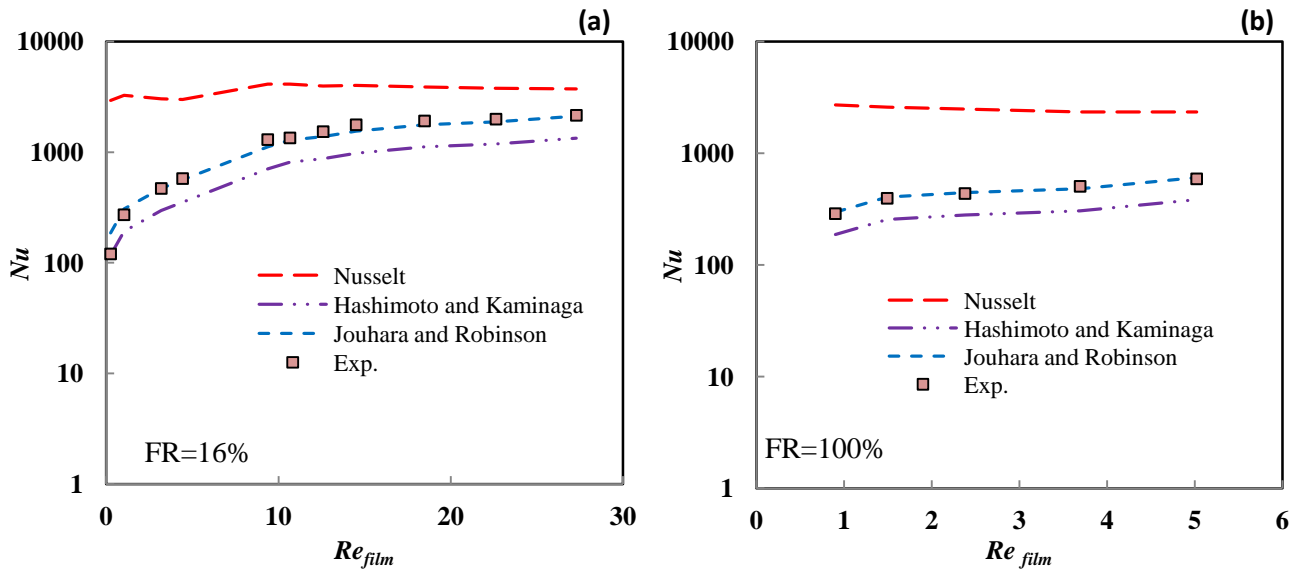 (a)
10000
1000
100
10
1
Nu
Nusselt
Hashimoto and Kaminaga
Jouhara and Robinson
Exp.
FR=16%
0 10 20 30
Re film
(b)
10000
1000
100
10
1
Nu
Nusselt
Hashimoto and Kaminaga
Jouhara and Robinson
Exp.
FR=100%
0 1 2 3 4 5 6
Re film